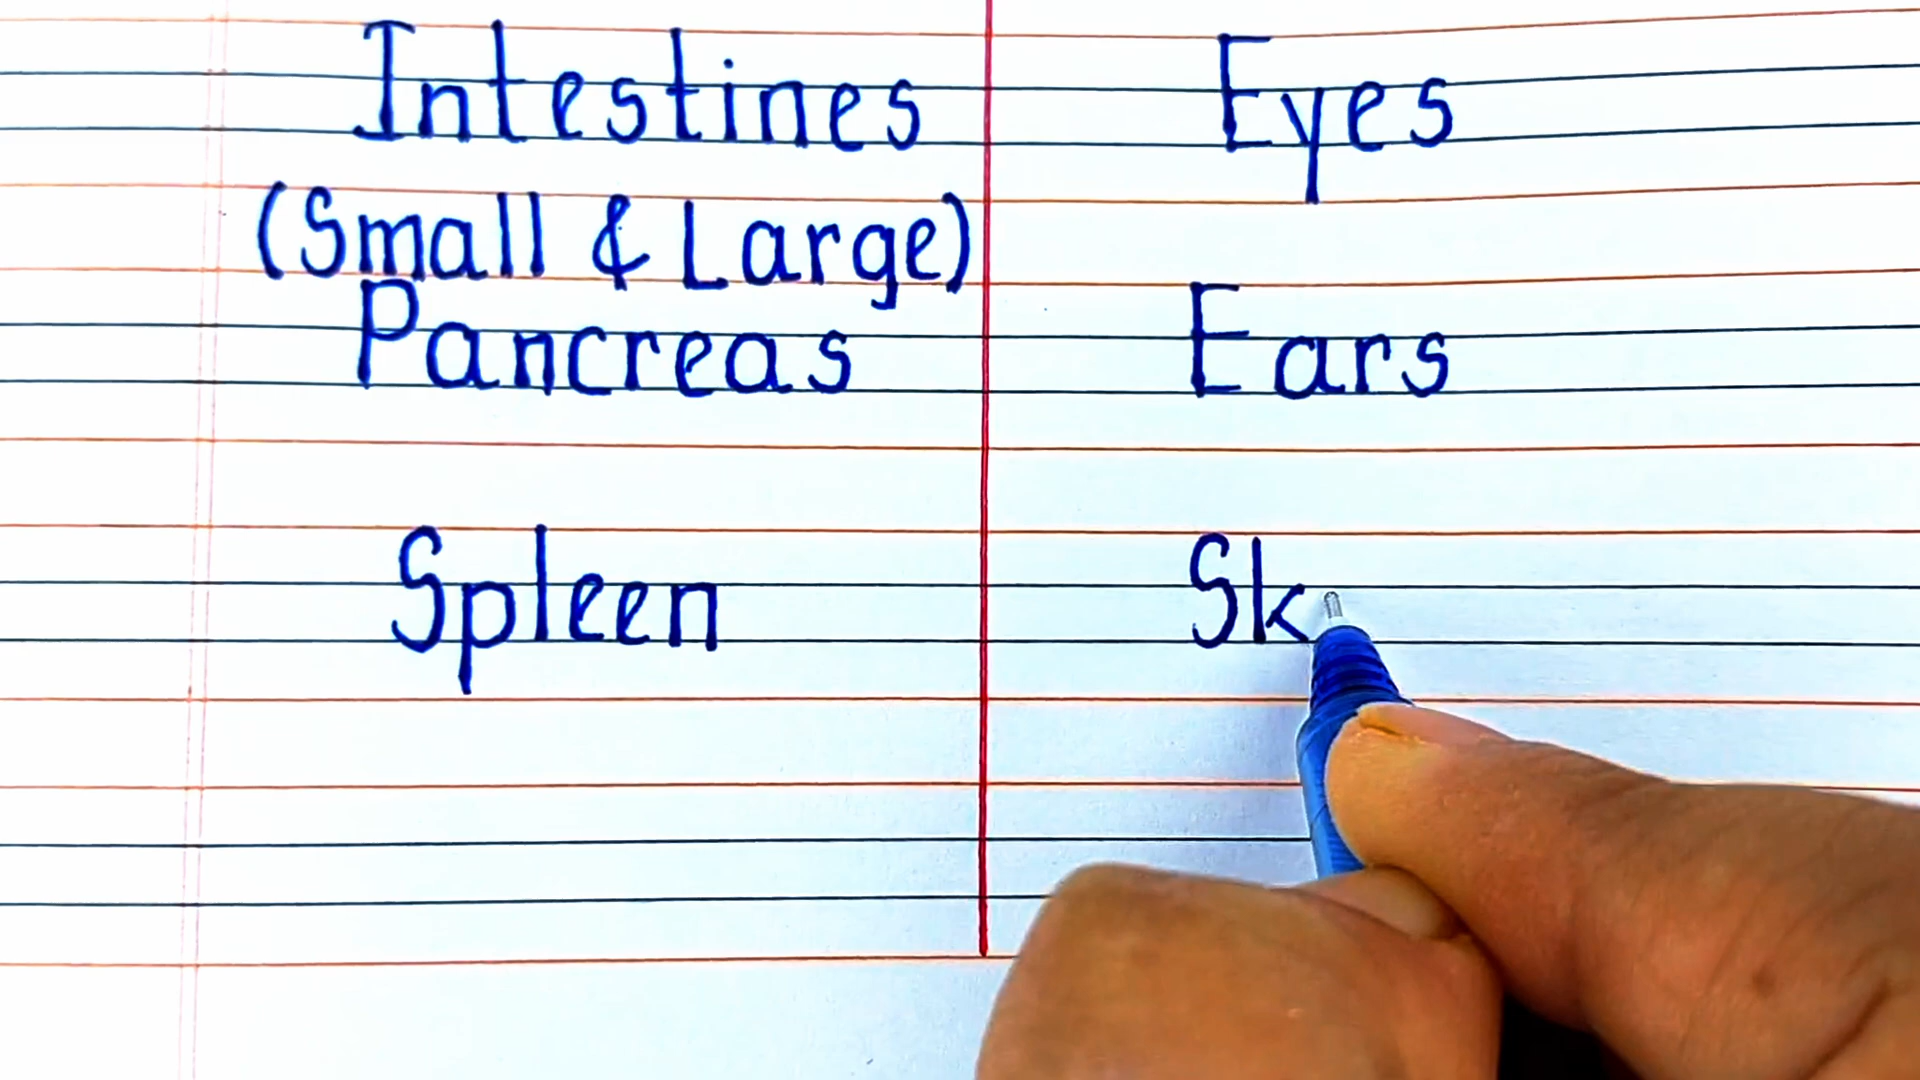 Intestines Eyes
(Small & Large)
Pancreas Ears
Spleen Sk